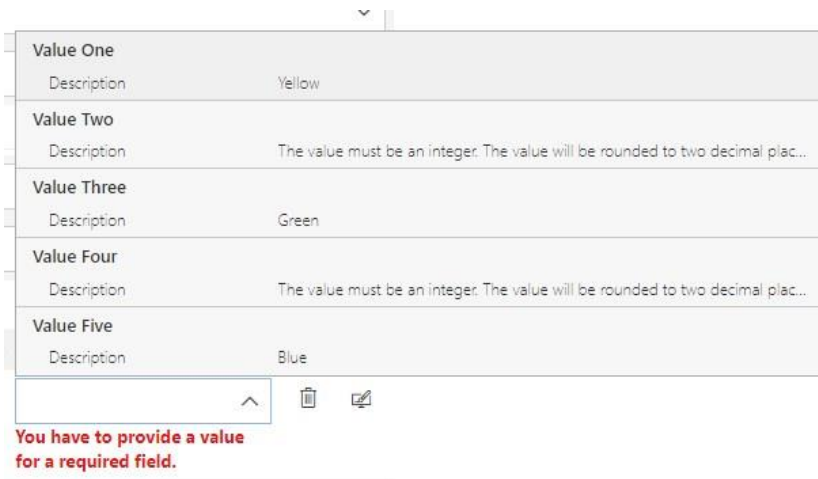 Value One
Description Yellow
Value Two
Description The value must be an integer. The value will be rounded to two decimal plac...
Value Three
Description Green
Value Four
Description The value must be an integer. The value will be rounded to two decimal plac...
Value Five
Description Blue
You have to provide a value
for a required field.